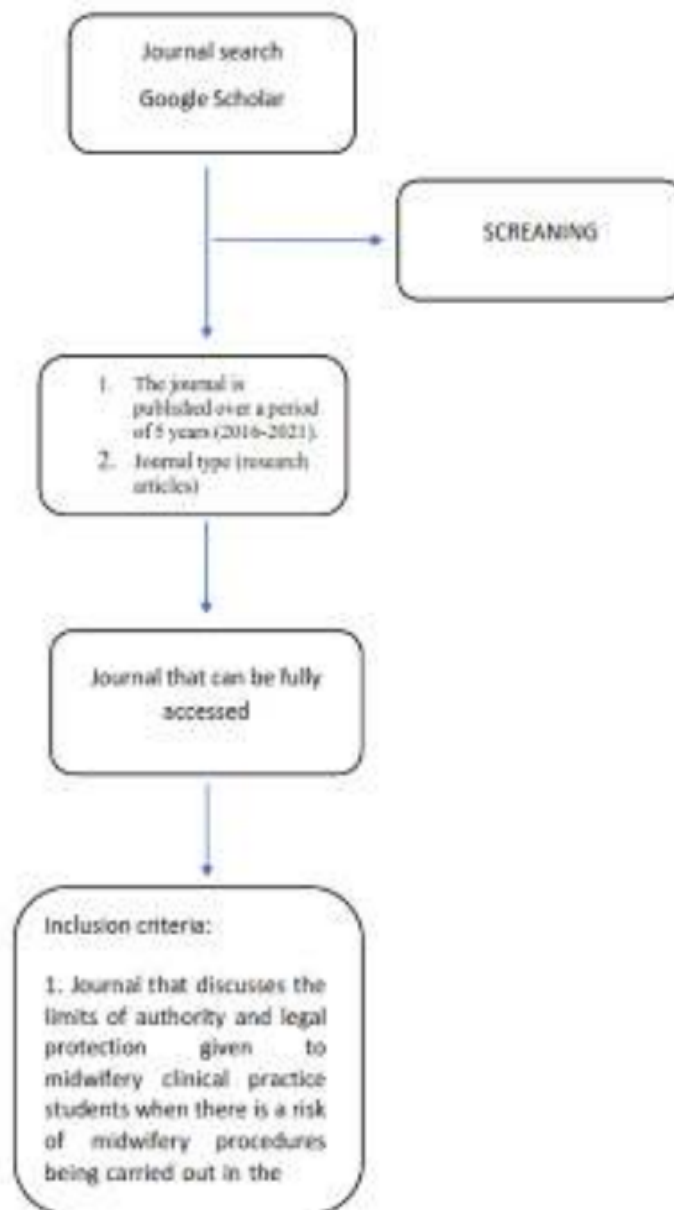 Journal search
Google Scholar
SCREANING
1. The journal is
published over a period
of 5 years (2016-2021).
2. Journal type (research
articles)
Journal that can be fully
accessed
Inclusion criteria:
1. Journal that discusses the
limits of authority and legal
protection given to
midwifery clinical practice
students when there is a risk
of midwifery procedures
being carried out in the